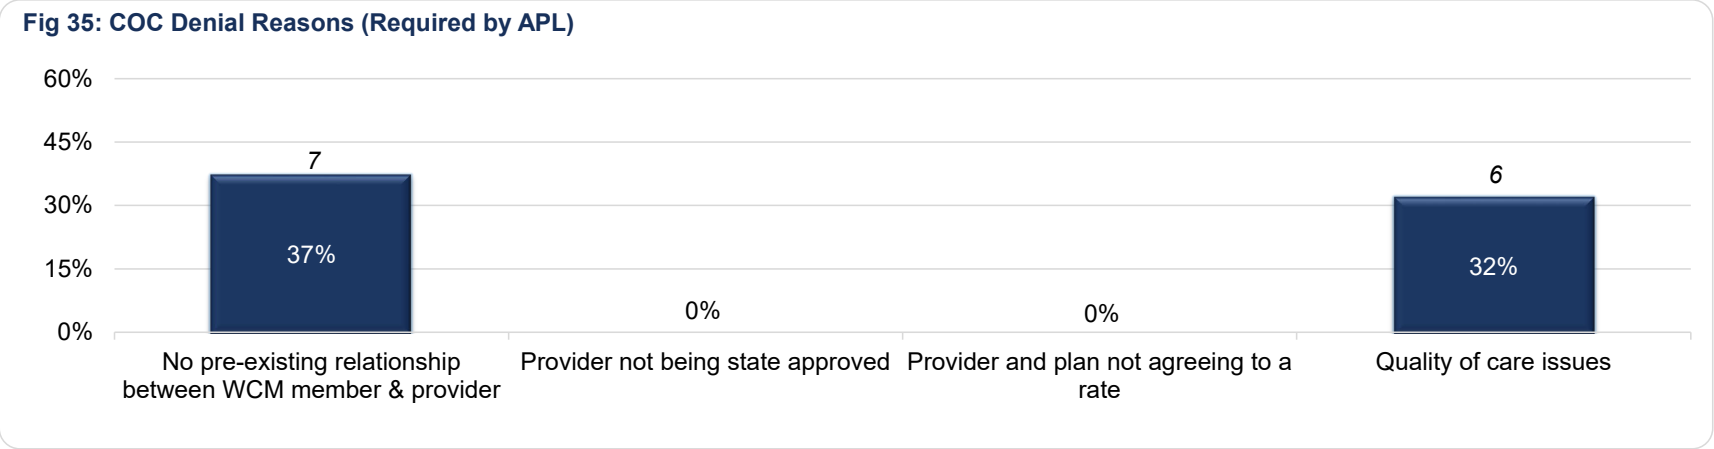 Fig 35: COC Denial Reasons (Required by APL)
60%
45%
30%
15%
0%
7
37%
0%
0%
6
32%
No pre-existing relationship
between WCM member & provider
Provider not being state approved
Provider and plan not agreeing to a
rate
Quality of care issues